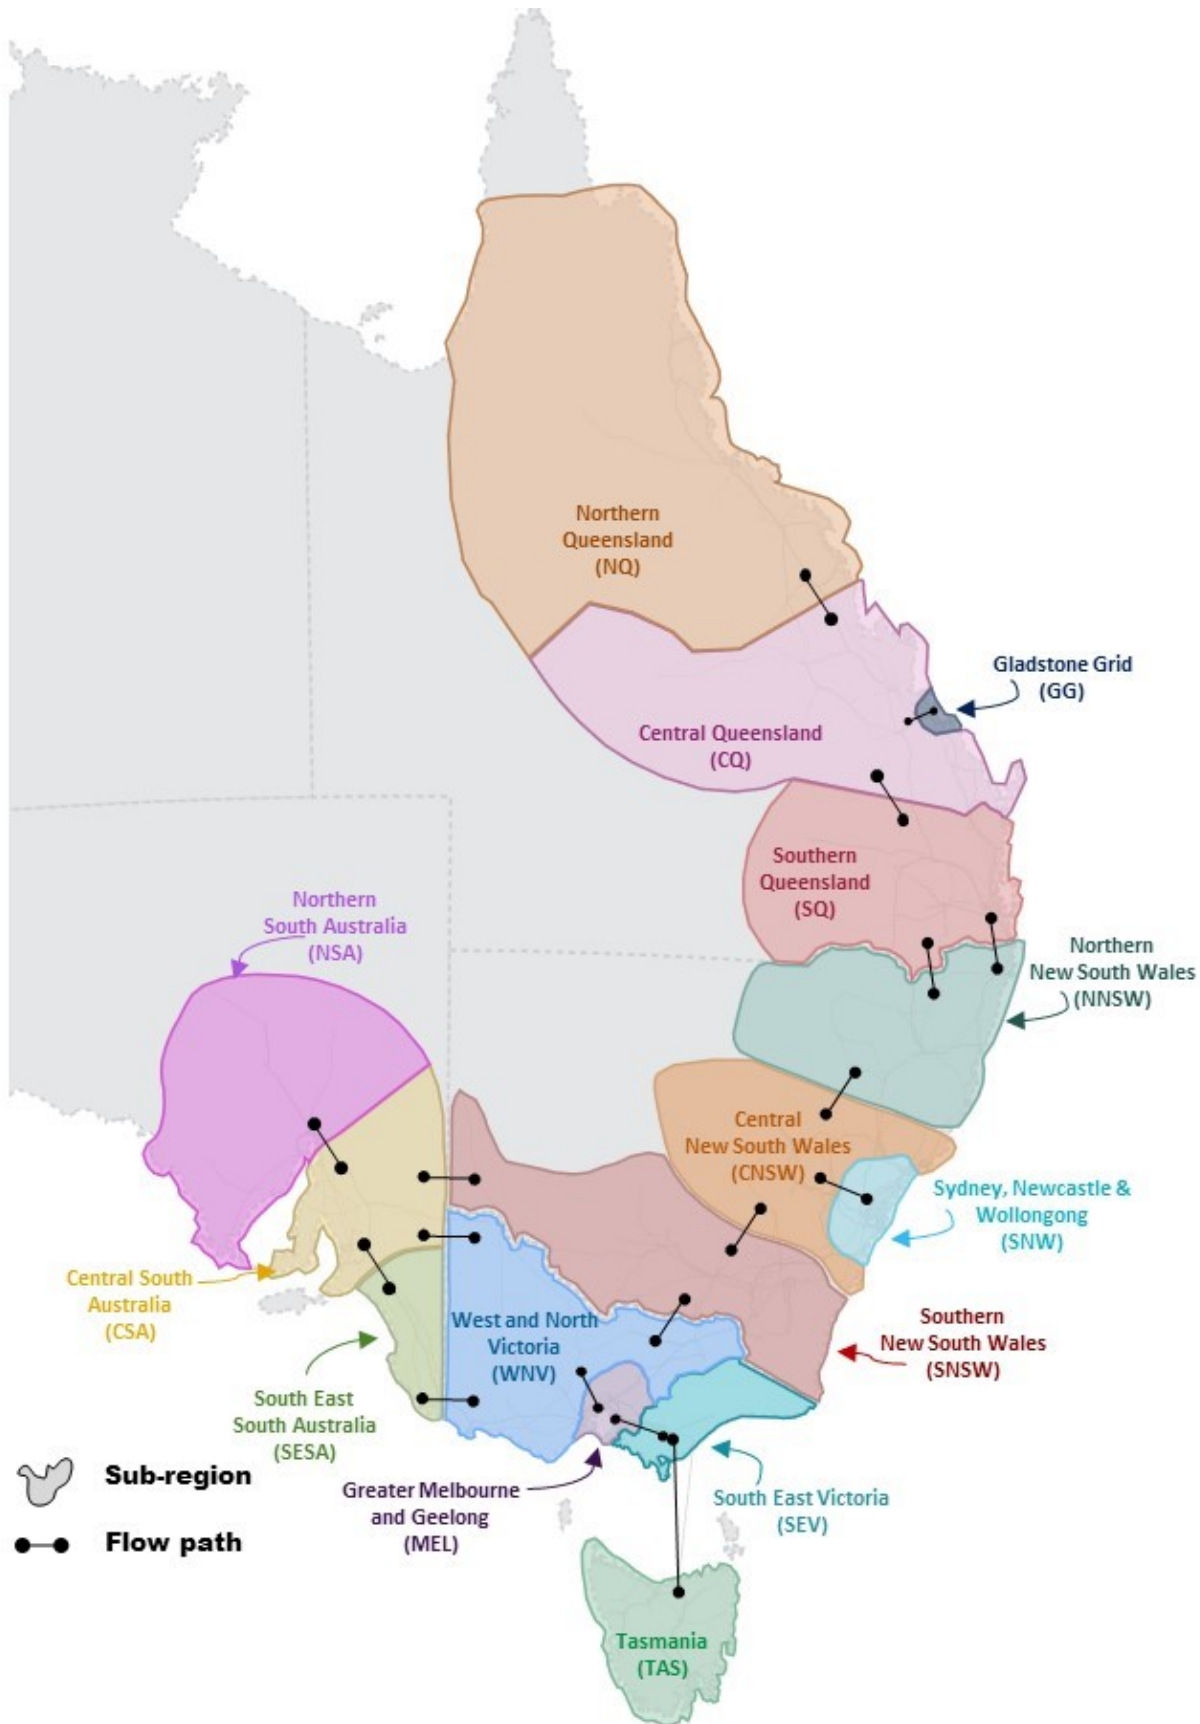 Northern
Queensland
(NQ)
Gladstone Grid
(GG)
Central Queensland
(CQ)
Southern
Queensland
(SQ)
Northern
South Australia
(NSA)
Northern
New South Wales
(NNSW)
Central
New South Wales
(CNSW)
Sydney, Newcastle &
Wollongong
(SNW)
Central South
Australia
(CSA)
West and North
Victoria
(WNV)
Southern
New South Wales
(SNSW)
South East
South Australia
(SESA)
Sub-region
Greater Melbourne
and Geelong
(MEL)
South East Victoria
(SEV)
Flow path
Tasmania
(TAS)